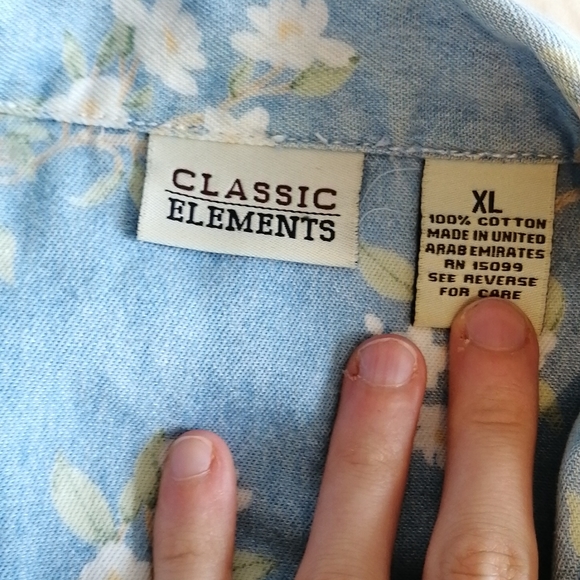 CLASSIC
ELEMENTS
XL
100% COTTON
MADE IN UNITED
ARAB EMIRATES
RN 15099
SEE REVERSE
FOR CARE